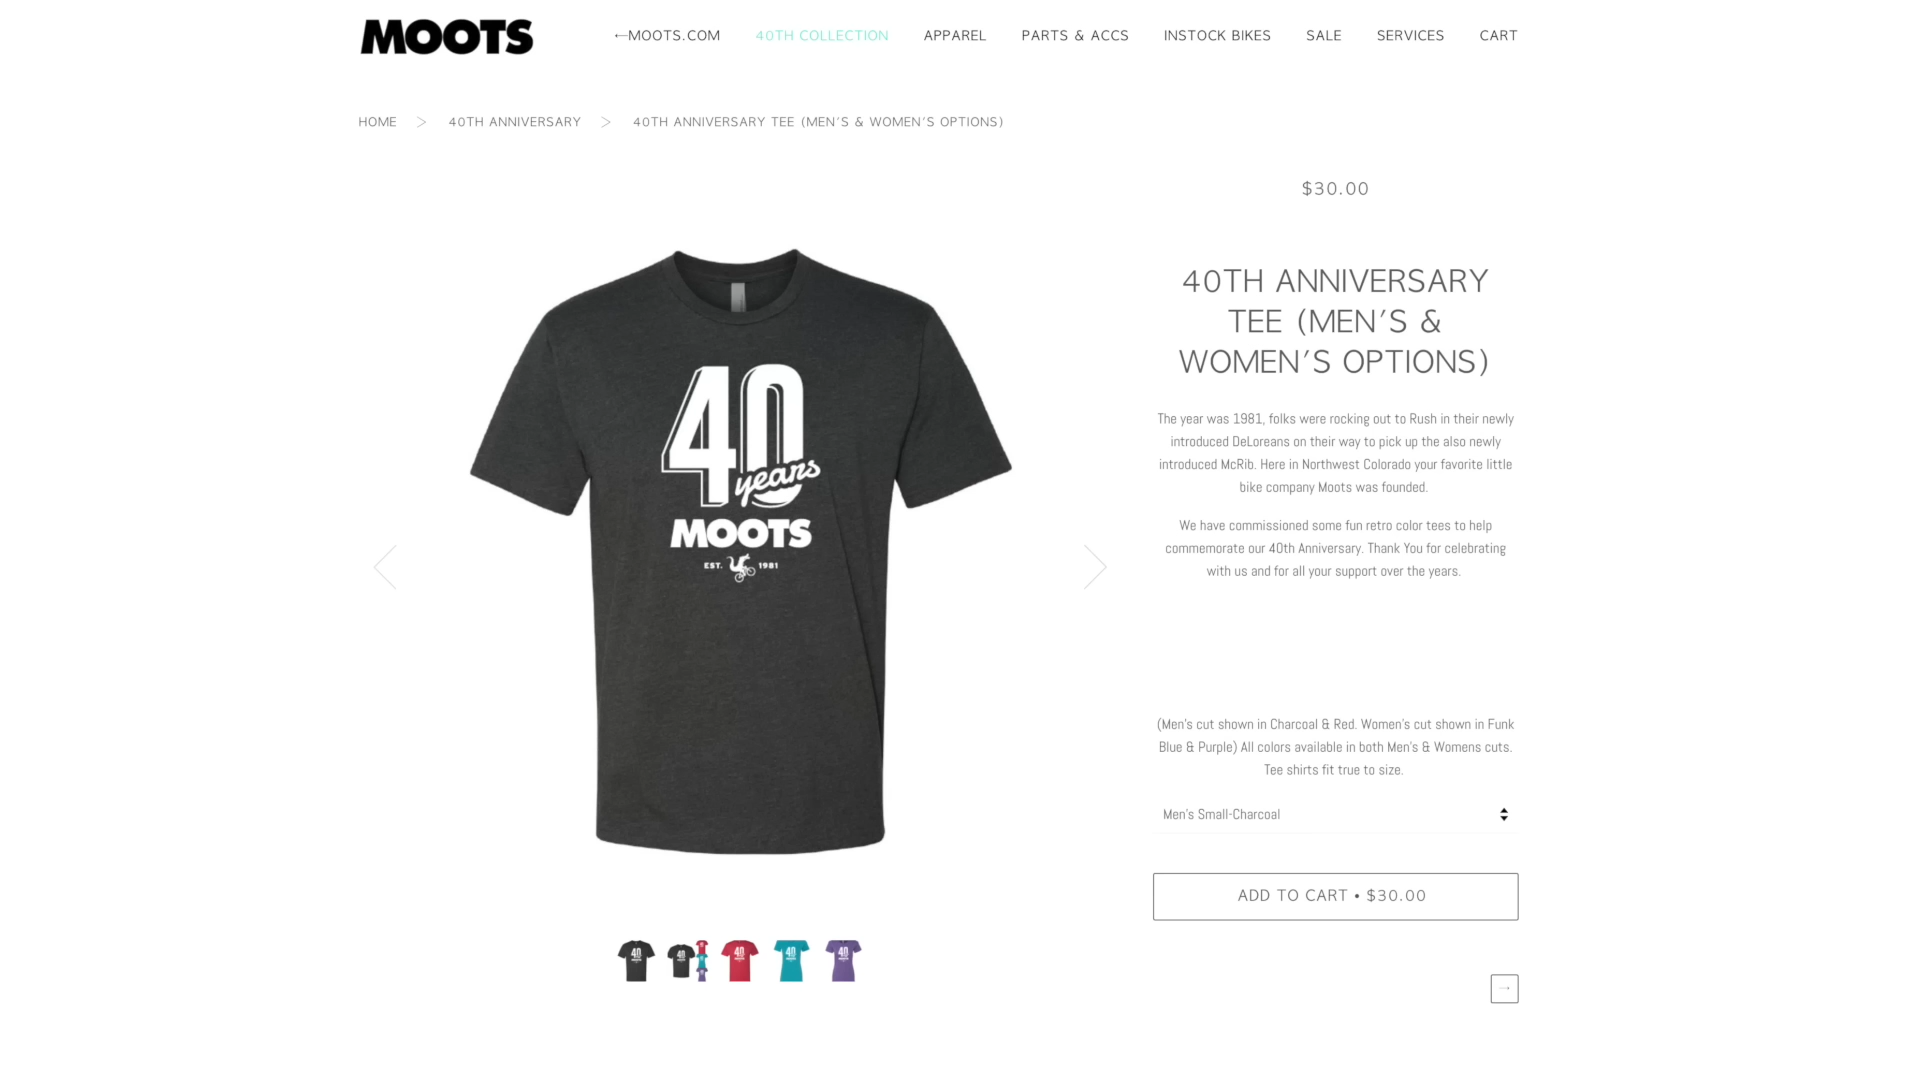 MOOTS
←MOOTS.COM 40TH COLLECTION APPAREL PARTS & ACCS INSTOCK BIKES SALE SERVICES CART
HOME > 40TH ANNIVERSARY > 40TH ANNIVERSARY TEE (MEN'S & WOMEN'S OPTIONS)
40
years
MOOTS
EST. 1981
$30.00
40TH ANNIVERSARY
TEE (MEN'S &
WOMEN'S OPTIONS)
The year was 1981, folks were rocking out to Rush in their newly
introduced DeLoreans on their way to pick up the also newly
introduced McRib. Here in Northwest Colorado your favorite little
bike company Moots was founded.
We have commissioned some fun retro color tees to help
commemorate our 40th Anniversary. Thank You for celebrating
with us and for all your support over the years.
(Men's cut shown in Charcoal & Red. Women's cut shown in Funk
Blue & Purple) All colors available in both Men's & Womens cuts.
Tee shirts fit true to size.
Men's Small-Charcoal
ADD TO CART • $30.00
40 40 40 40 40
→